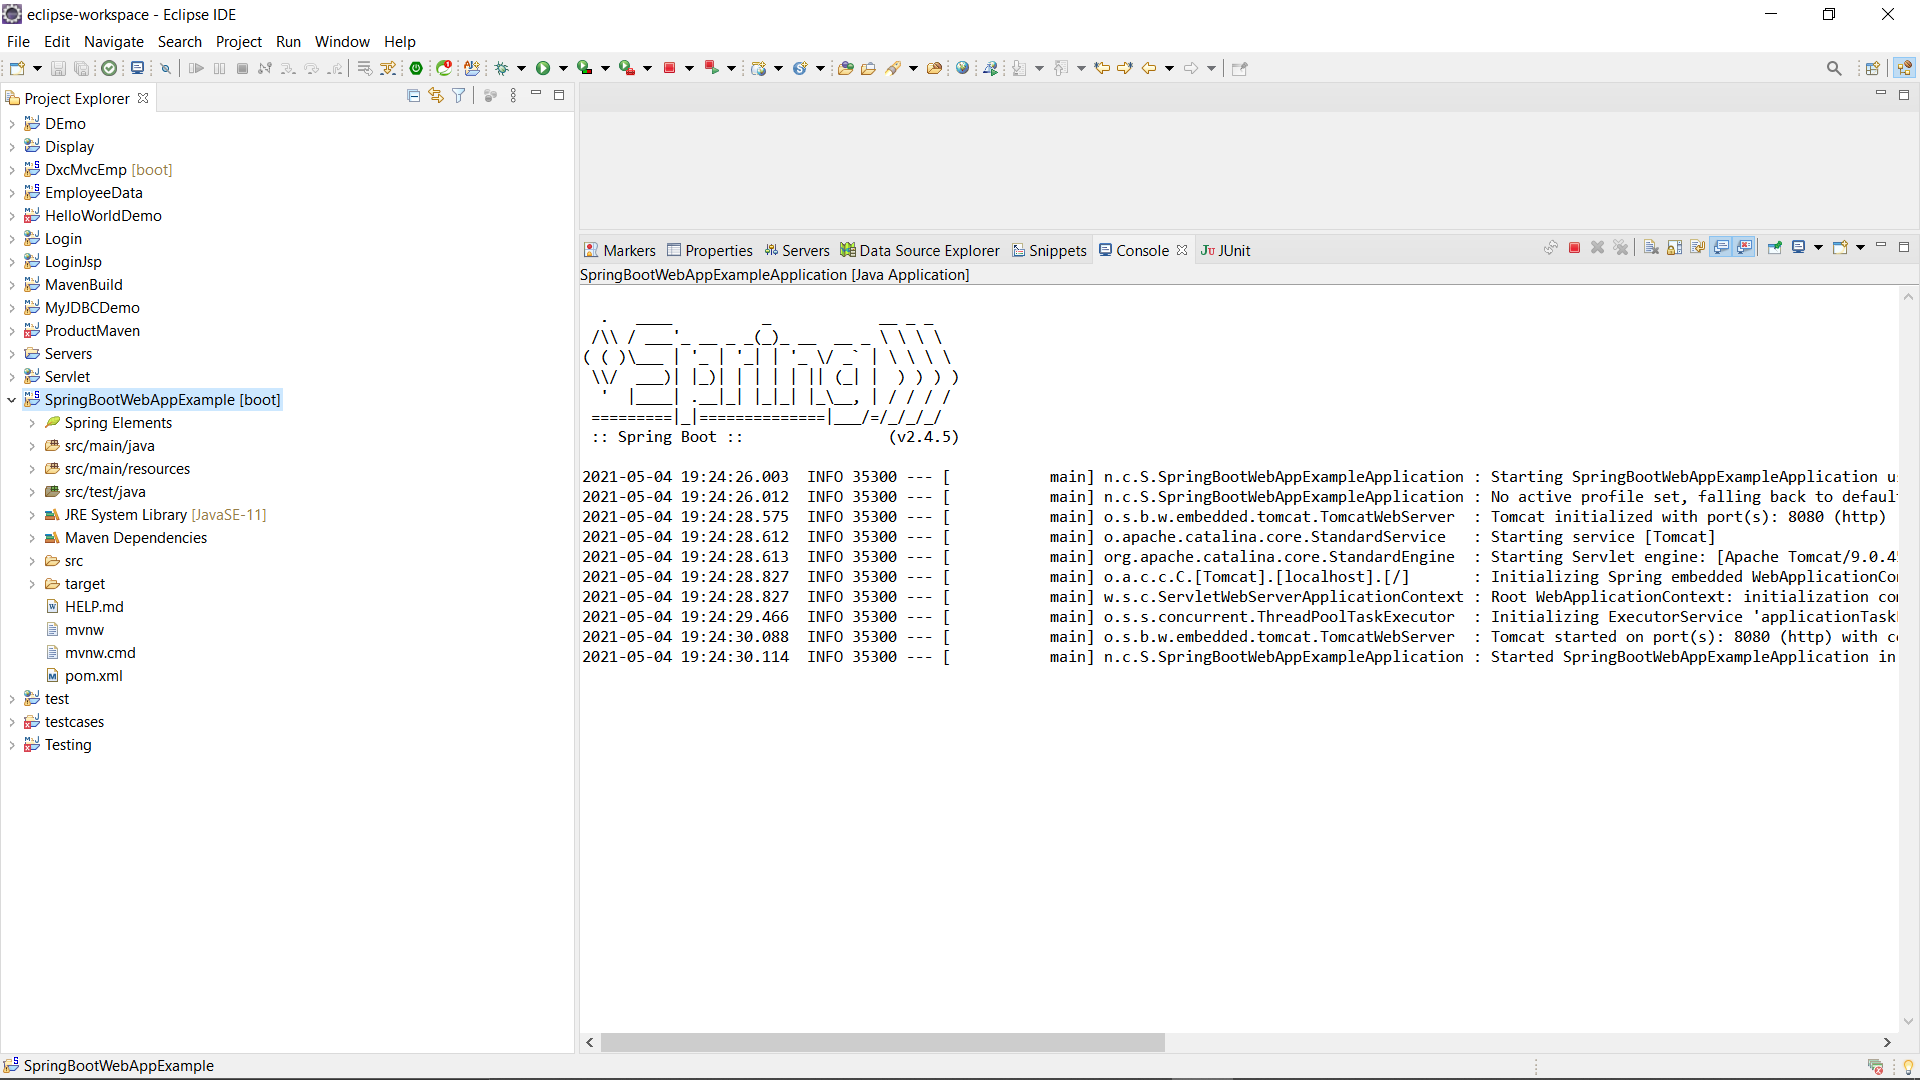 eclipse-workspace - Eclipse IDE
File Edit Navigate Search Project Run Window Help
Project Explorer
DEmo
Display
DxcMvcEmp [boot]
EmployeeData
HelloWorldDemo
Login
LoginJsp
MavenBuild
MyJDBCDemo
ProductMaven
Servers
Servlet
SpringBootWebAppExample [boot]
Spring Elements
src/main/java
src/main/resources
src/test/java
JRE System Library [JavaSE-11]
Maven Dependencies
src
target
HELP.md
mvnw
mvnw.cmd
pom.xml
test
testcases
Testing
Markers Properties Servers Data Source Explorer Snippets Console JUnit
SpringBootWebAppExampleApplication [Java Application]
  .   ____          _            __ _ _
 /\\ / ___'_ __ _ _(_)_ __  __ _ \ \ \ \
( ( )\___ | '_ | '_| | '_ \/ _` | \ \ \ \
 \\/  ___)| |_)| | | | | || (_| |  ) ) ) )
  '  |____| .__|_| |_|_| |_\__, | / / / /
 =========|_|==============|___/=/_/_/_/
 :: Spring Boot ::                (v2.4.5)
2021-05-04 19:24:26.003  INFO 35300 --- [           main] n.c.S.SpringBootWebAppExampleApplication : Starting SpringBootWebAppExampleApplication u
2021-05-04 19:24:26.012  INFO 35300 --- [           main] n.c.S.SpringBootWebAppExampleApplication : No active profile set, falling back to defaul
2021-05-04 19:24:28.575  INFO 35300 --- [           main] o.s.b.w.embedded.tomcat.TomcatWebServer  : Tomcat initialized with port(s): 8080 (http)
2021-05-04 19:24:28.612  INFO 35300 --- [           main] o.apache.catalina.core.StandardService   : Starting service [Tomcat]
2021-05-04 19:24:28.613  INFO 35300 --- [           main] org.apache.catalina.core.StandardEngine  : Starting Servlet engine: [Apache Tomcat/9.0.4
2021-05-04 19:24:28.827  INFO 35300 --- [           main] o.a.c.c.C.[Tomcat].[localhost].[/]       : Initializing Spring embedded WebApplicationCo
2021-05-04 19:24:28.827  INFO 35300 --- [           main] w.s.c.ServletWebServerApplicationContext : Root WebApplicationContext: initialization co
2021-05-04 19:24:29.466  INFO 35300 --- [           main] o.s.s.concurrent.ThreadPoolTaskExecutor  : Initializing ExecutorService 'applicationTask
2021-05-04 19:24:30.088  INFO 35300 --- [           main] o.s.b.w.embedded.tomcat.TomcatWebServer  : Tomcat started on port(s): 8080 (http) with c
2021-05-04 19:24:30.114  INFO 35300 --- [           main] n.c.S.SpringBootWebAppExampleApplication : Started SpringBootWebAppExampleApplication in
SpringBootWebAppExample